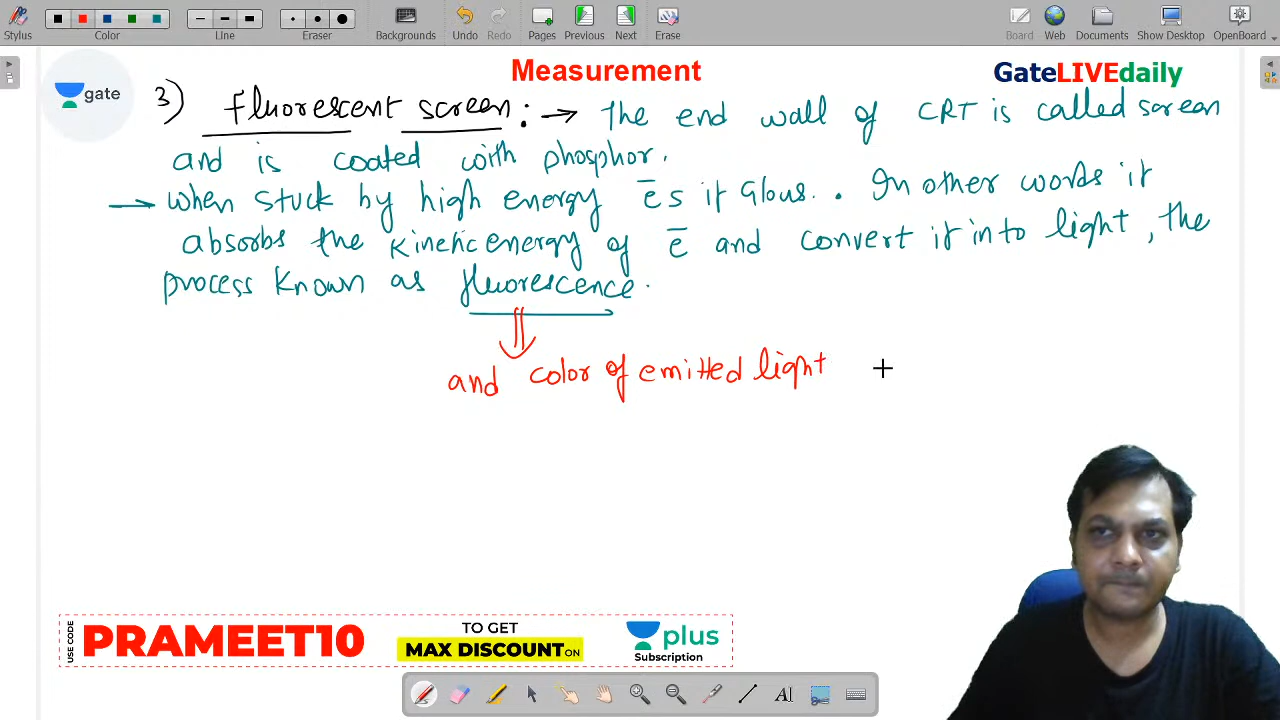 Stylus
Color
Line
Eraser
Backgrounds
Undo
Redo
Pages
Previous
Next
Erase
Board
Web
Documents
Show Desktop
OpenBoard
gate
Measurement
GateLIVEdaily
3) fluorescent screen :→ The end wall of CRT is called screen
and is coated with phosphor.
→ when stuck by high energy e̅s it Glows. In other words it
absorbs the kinetic energy of e̅ and convert it into light, the
process known as fluorescence.
⇓
and color of emitted light
USE CODE
PRAMEET10
TO GET
MAX DISCOUNT ON
plus
Subscription